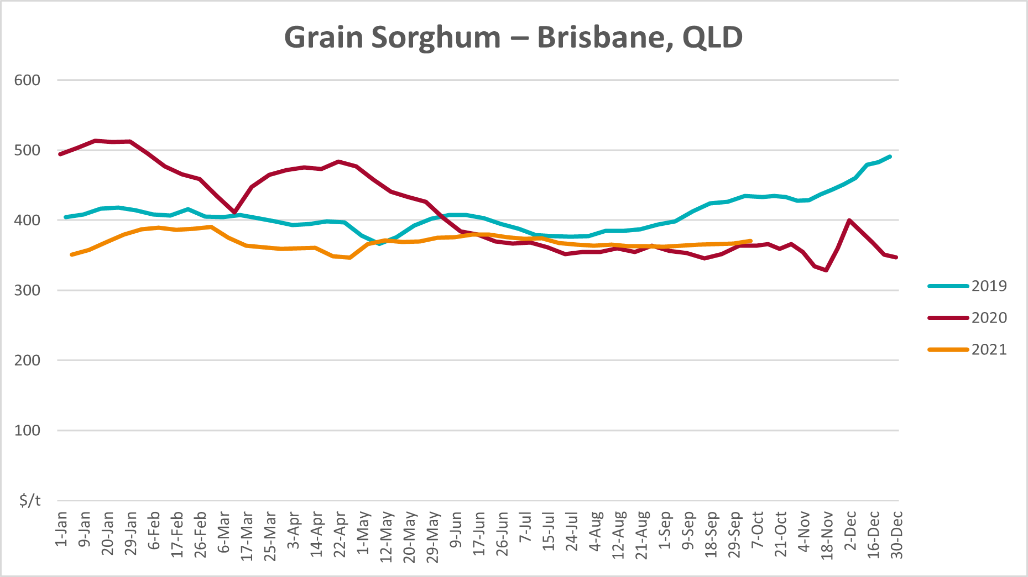 Grain Sorghum – Brisbane, QLD
600
500
400
300
200
100
$/t
1-Jan
9-Jan
20-Jan
29-Jan
6-Feb
17-Feb
26-Feb
6-Mar
17-Mar
25-Mar
3-Apr
14-Apr
22-Apr
1-May
12-May
20-May
29-May
9-Jun
17-Jun
26-Jun
7-Jul
15-Jul
24-Jul
4-Aug
12-Aug
21-Aug
1-Sep
9-Sep
18-Sep
29-Sep
7-Oct
21-Oct
4-Nov
18-Nov
2-Dec
16-Dec
30-Dec
2019
2020
2021